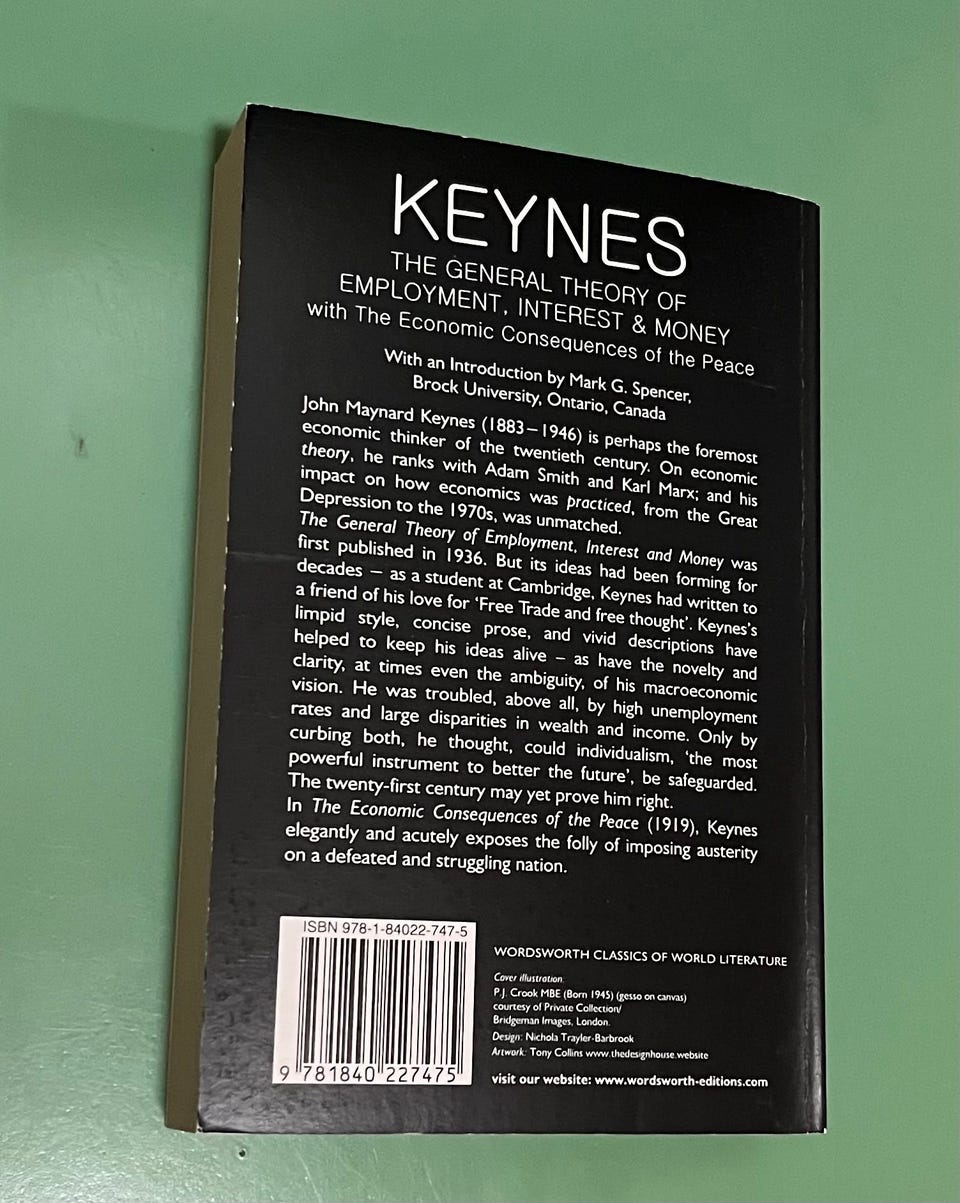 KEYNES
THE GENERAL THEORY OF
EMPLOYMENT, INTEREST & MONEY
with The Economic Consequences of the Peace
With an Introduction by Mark G. Spencer,
Brock University, Ontario, Canada
John Maynard Keynes (1883–1946) is perhaps the foremost
economic thinker of the twentieth century. On economic
theory, he ranks with Adam Smith and Karl Marx; and his
impact on how economics was practiced, from the Great
Depression to the 1970s, was unmatched.
The General Theory of Employment, Interest and Money was
first published in 1936. But its ideas had been forming for
decades – as a student at Cambridge, Keynes had written to
a friend of his love for ‘Free Trade and free thought’. Keynes’s
limpid style, concise prose, and vivid descriptions have
helped to keep his ideas alive – as have the novelty and
clarity, at times even the ambiguity, of his macroeconomic
vision. He was troubled, above all, by high unemployment
rates and large disparities in wealth and income. Only by
curbing both, he thought, could individualism, ‘the most
powerful instrument to better the future’, be safeguarded.
The twenty-first century may yet prove him right.
In The Economic Consequences of the Peace (1919), Keynes
elegantly and acutely exposes the folly of imposing austerity
on a defeated and struggling nation.
ISBN 978-1-84022-747-5
9 781840 227475
WORDSWORTH CLASSICS OF WORLD LITERATURE
Cover illustration:
P.J. Crook MBE (Born 1945) (gesso on canvas)
courtesy of Private Collection/
Bridgeman Images, London.
Design: Nichola Trayler-Barbrook
Artwork: Tony Collins www.thedesignhouse.website
visit our website: www.wordsworth-editions.com